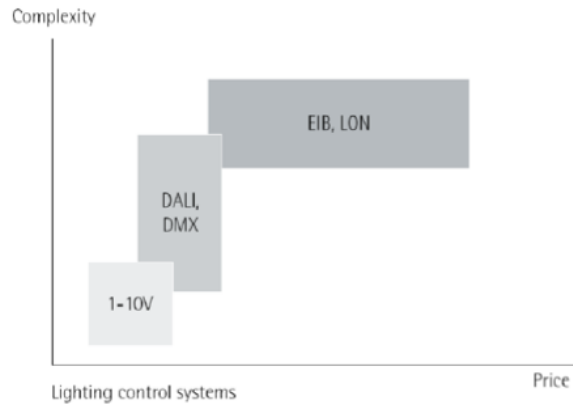 Complexity
EIB, LON
DALI,
DMX
1-10V
Price
Lighting control systems